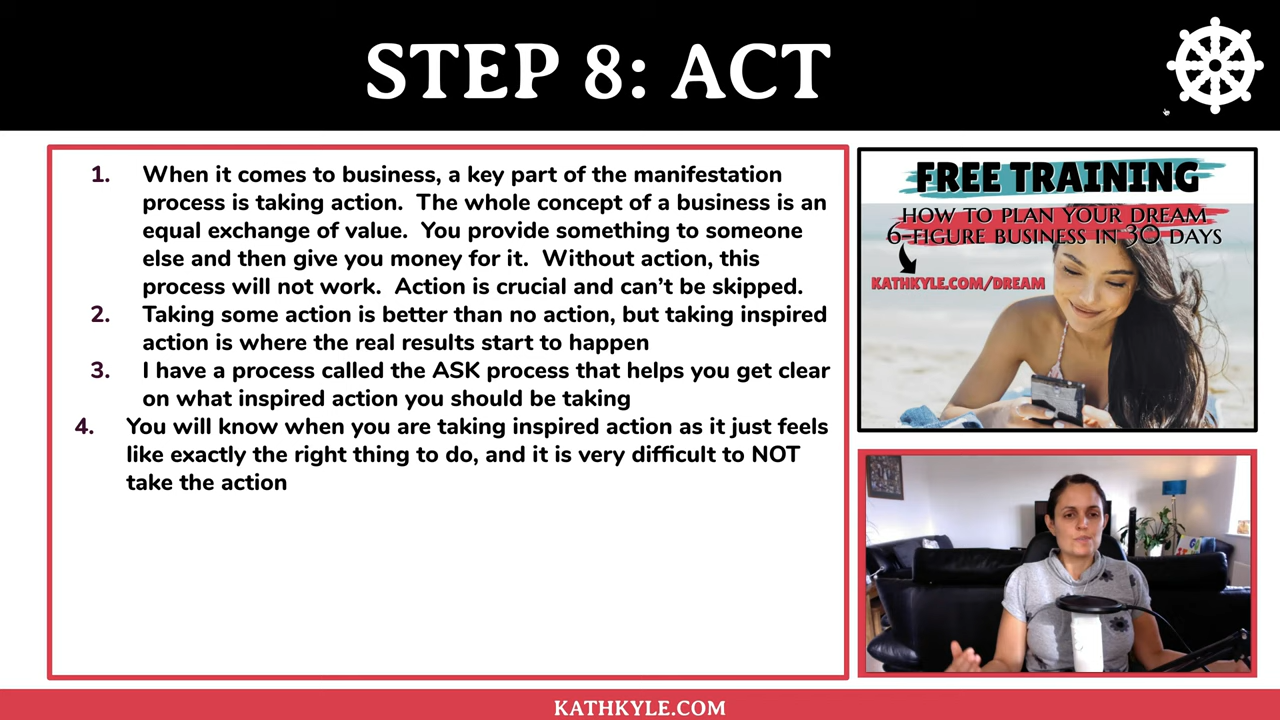 STEP 8: ACT
1. When it comes to business, a key part of the manifestation
process is taking action.  The whole concept of a business is an
equal exchange of value.  You provide something to someone
else and then give you money for it.  Without action, this
process will not work.  Action is crucial and can’t be skipped.
2. Taking some action is better than no action, but taking inspired
action is where the real results start to happen
3. I have a process called the ASK process that helps you get clear
on what inspired action you should be taking
4. You will know when you are taking inspired action as it just feels
like exactly the right thing to do, and it is very difficult to NOT
take the action
FREE TRAINING
HOW TO PLAN YOUR DREAM
6-FIGURE BUSINESS IN 30 DAYS
KATHKYLE.COM/DREAM
KATHKYLE.COM